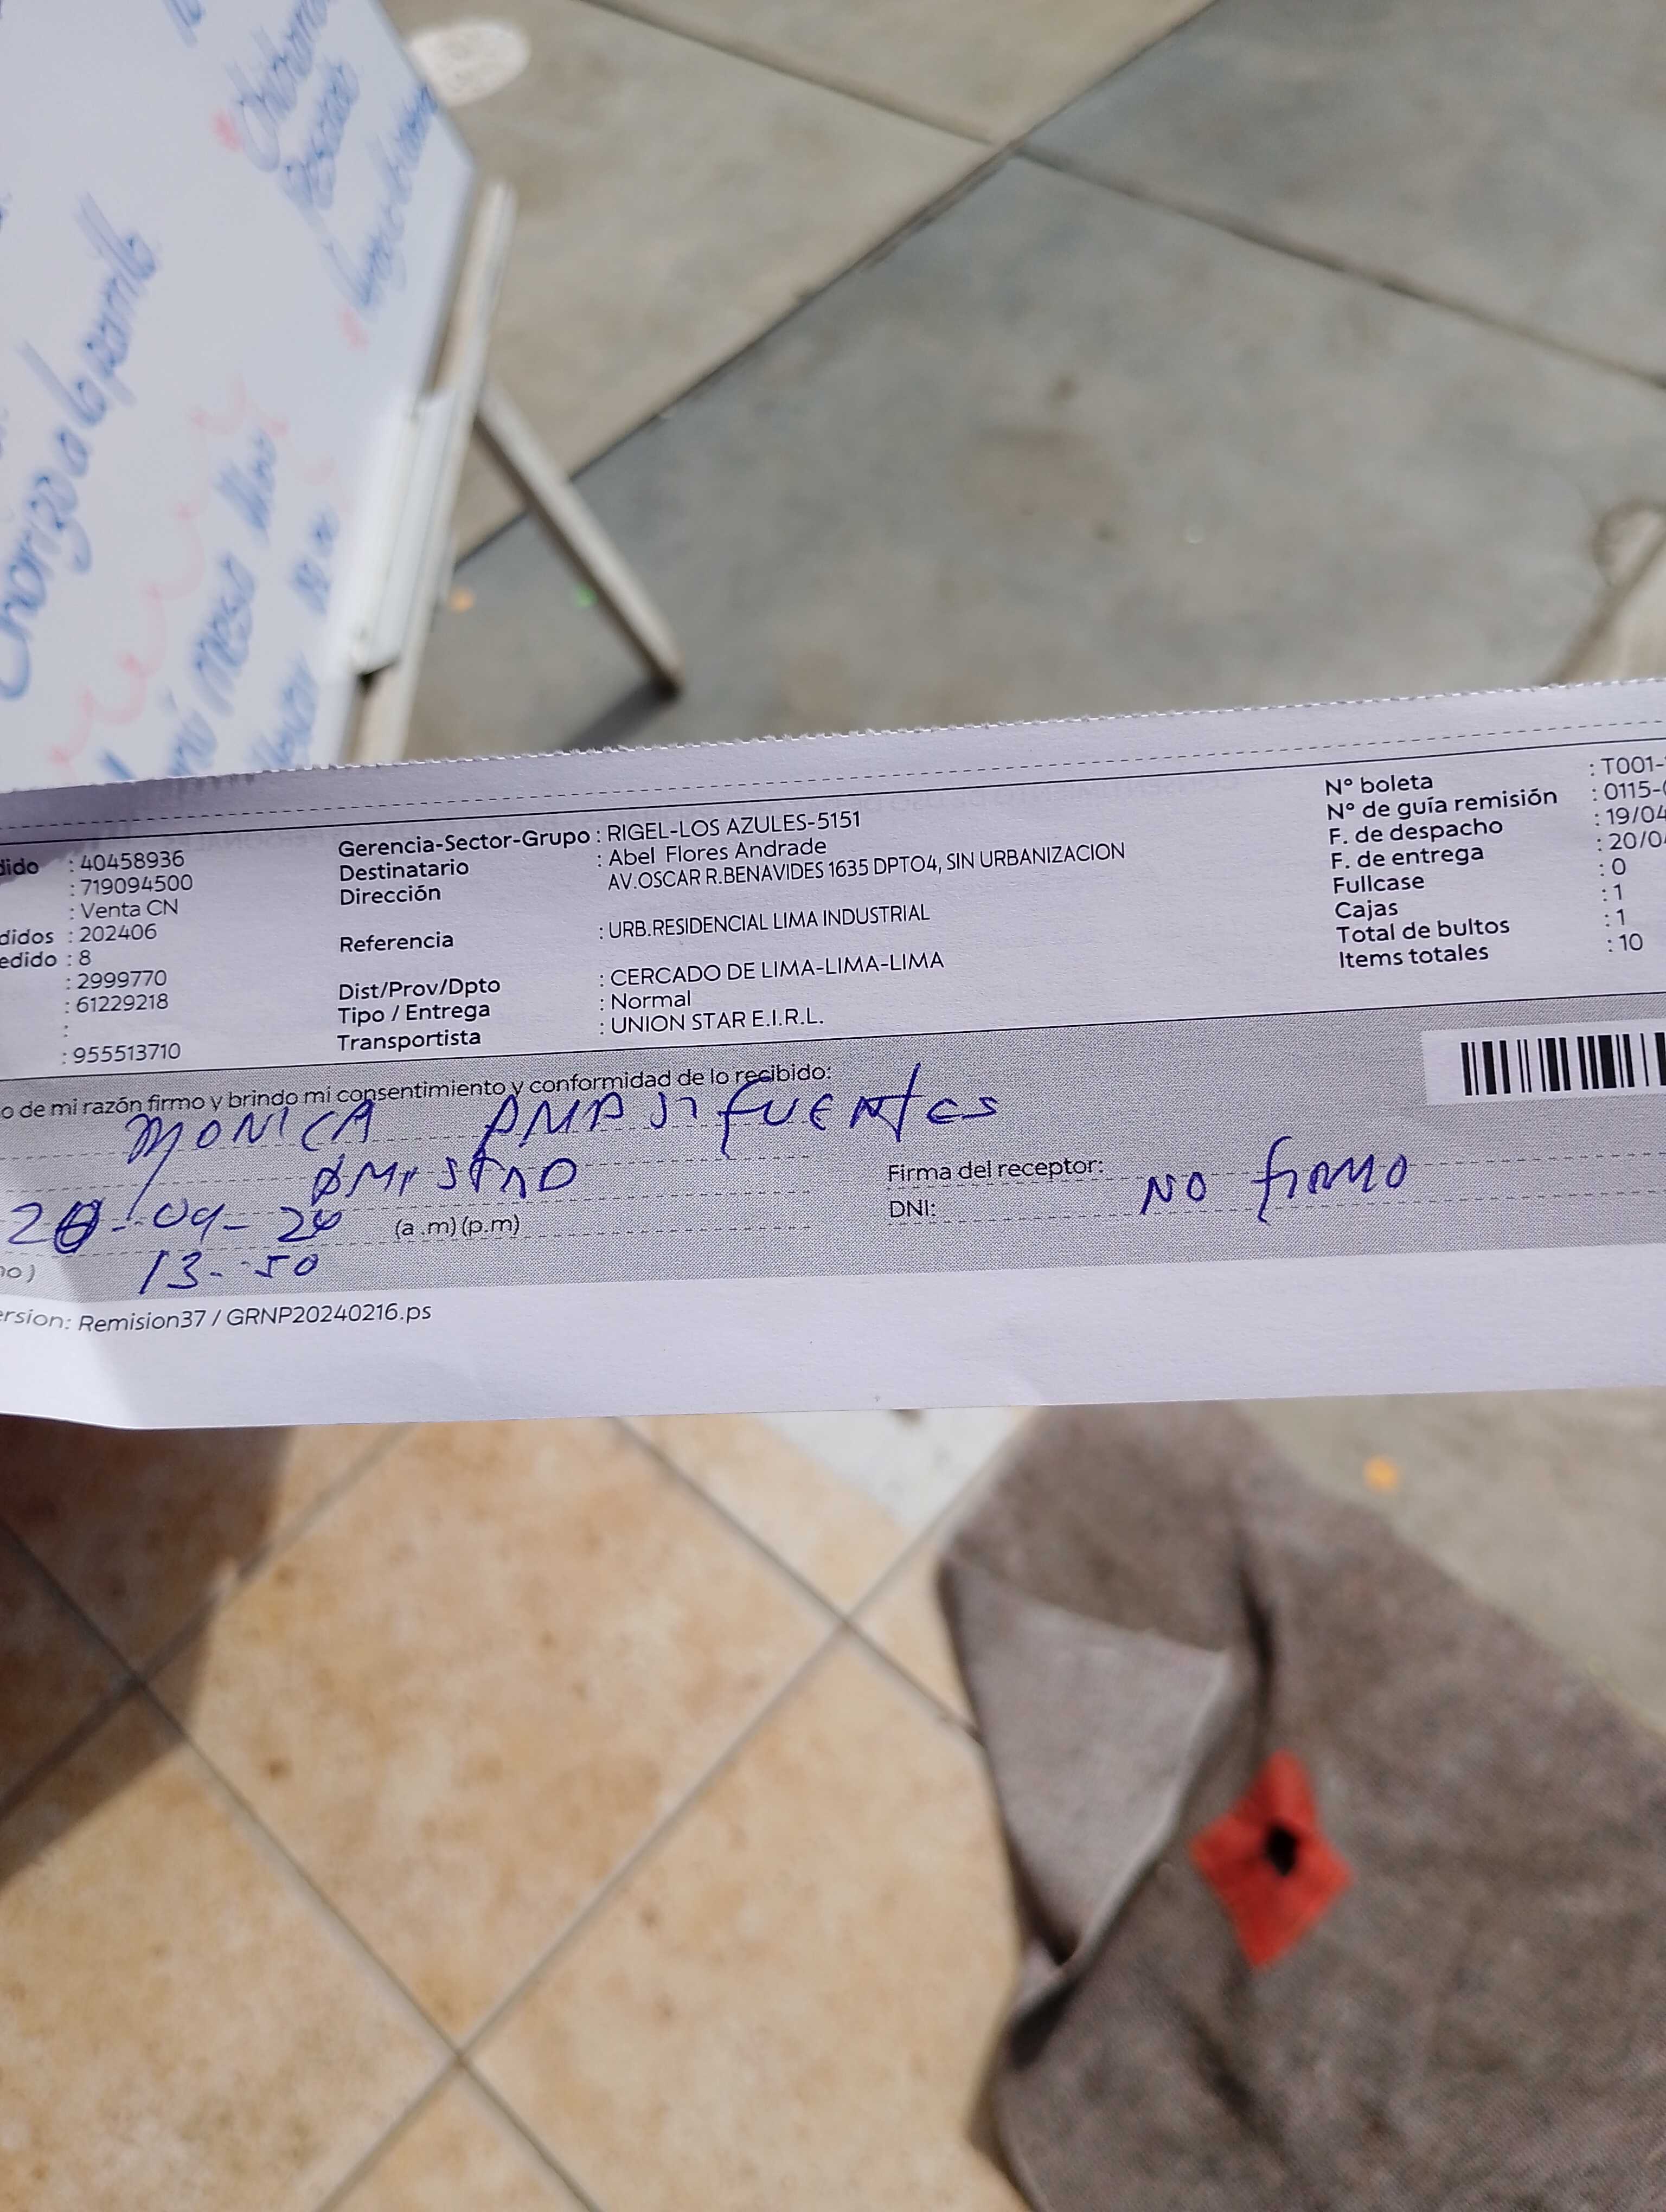 Chorizo a la parrilla
dido : 40458936
: 719094500
: Venta CN
didos : 202406
edido : 8
: 2999770
: 61229218
:
: 955513710
Gerencia-Sector-Grupo : RIGEL-LOS AZULES-5151
Destinatario : Abel Flores Andrade
Dirección AV.OSCAR R.BENAVIDES 1635 DPTO4, SIN URBANIZACION
Referencia : URB.RESIDENCIAL LIMA INDUSTRIAL
Dist/Prov/Dpto : CERCADO DE LIMA-LIMA-LIMA
Tipo / Entrega : Normal
Transportista : UNION STAR E.I.R.L.
N° boleta : T001-
N° de guía remisión : 0115-
F. de despacho : 19/04
F. de entrega : 20/0
Fullcase : 0
Cajas : 1
Total de bultos : 1
Items totales : 10
o de mi razón firmo y brindo mi consentimiento y conformidad de lo recibido:
MONICA FUENTES
AMISTAD
Firma del receptor: NO FIRMO
DNI:
20-04-24 (a .m) (p.m)
no) 13-50
ersion: Remision37 / GRNP20240216.ps